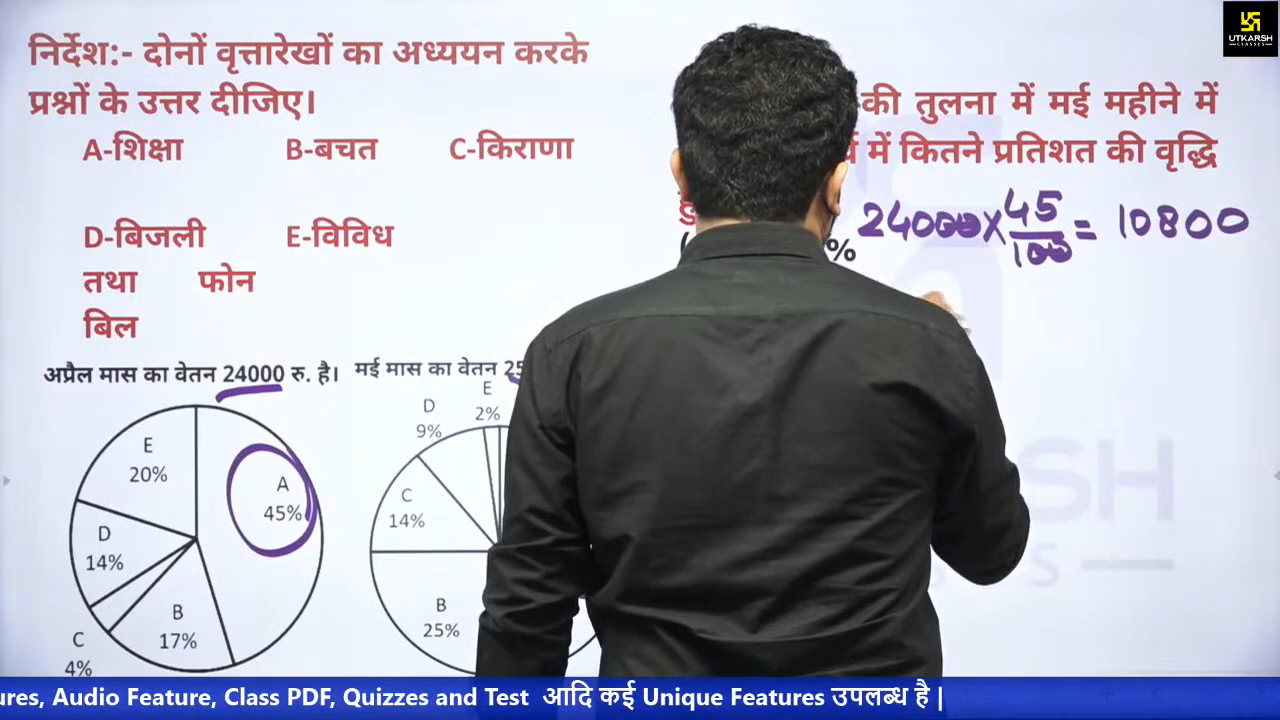 निर्देश:- दोनों वृत्तारेखों का अध्ययन करके
प्रश्नों के उत्तर दीजिए।
A-शिक्षा B-बचत C-किराणा
D-बिजली E-विविध
तथा फोन
बिल
अप्रैल मास का वेतन 24000 रु. है।
E
20%
A
45%
D
14%
B
17%
C
4%
मई मास का वेतन
E
2%
D
9%
C
14%
B
25%
की तुलना में मई महीने में
में कितने प्रतिशत की वृद्धि
%
24000 × 45/100 = 10800
UTKARSH
CLASSES
SH
S
Audio Feature, Class PDF, Quizzes and Test आदि कई Unique Features उपलब्ध है |